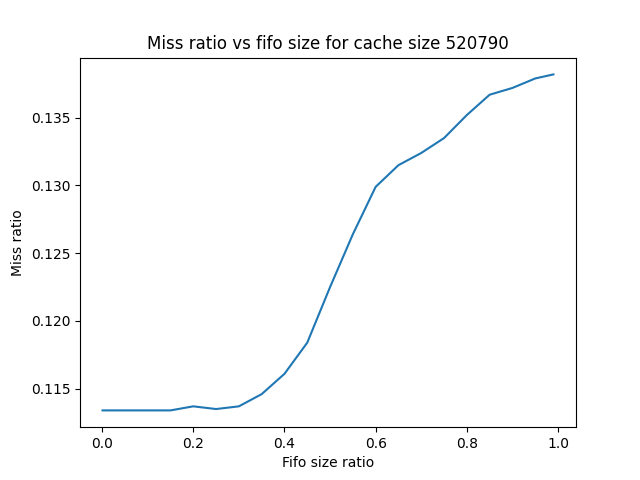 Miss ratio vs fifo size for cache size 520790
0.135
0.130
0.125
0.120
0.115
Miss ratio
0.0 0.2 0.4 0.6 0.8 1.0
Fifo size ratio